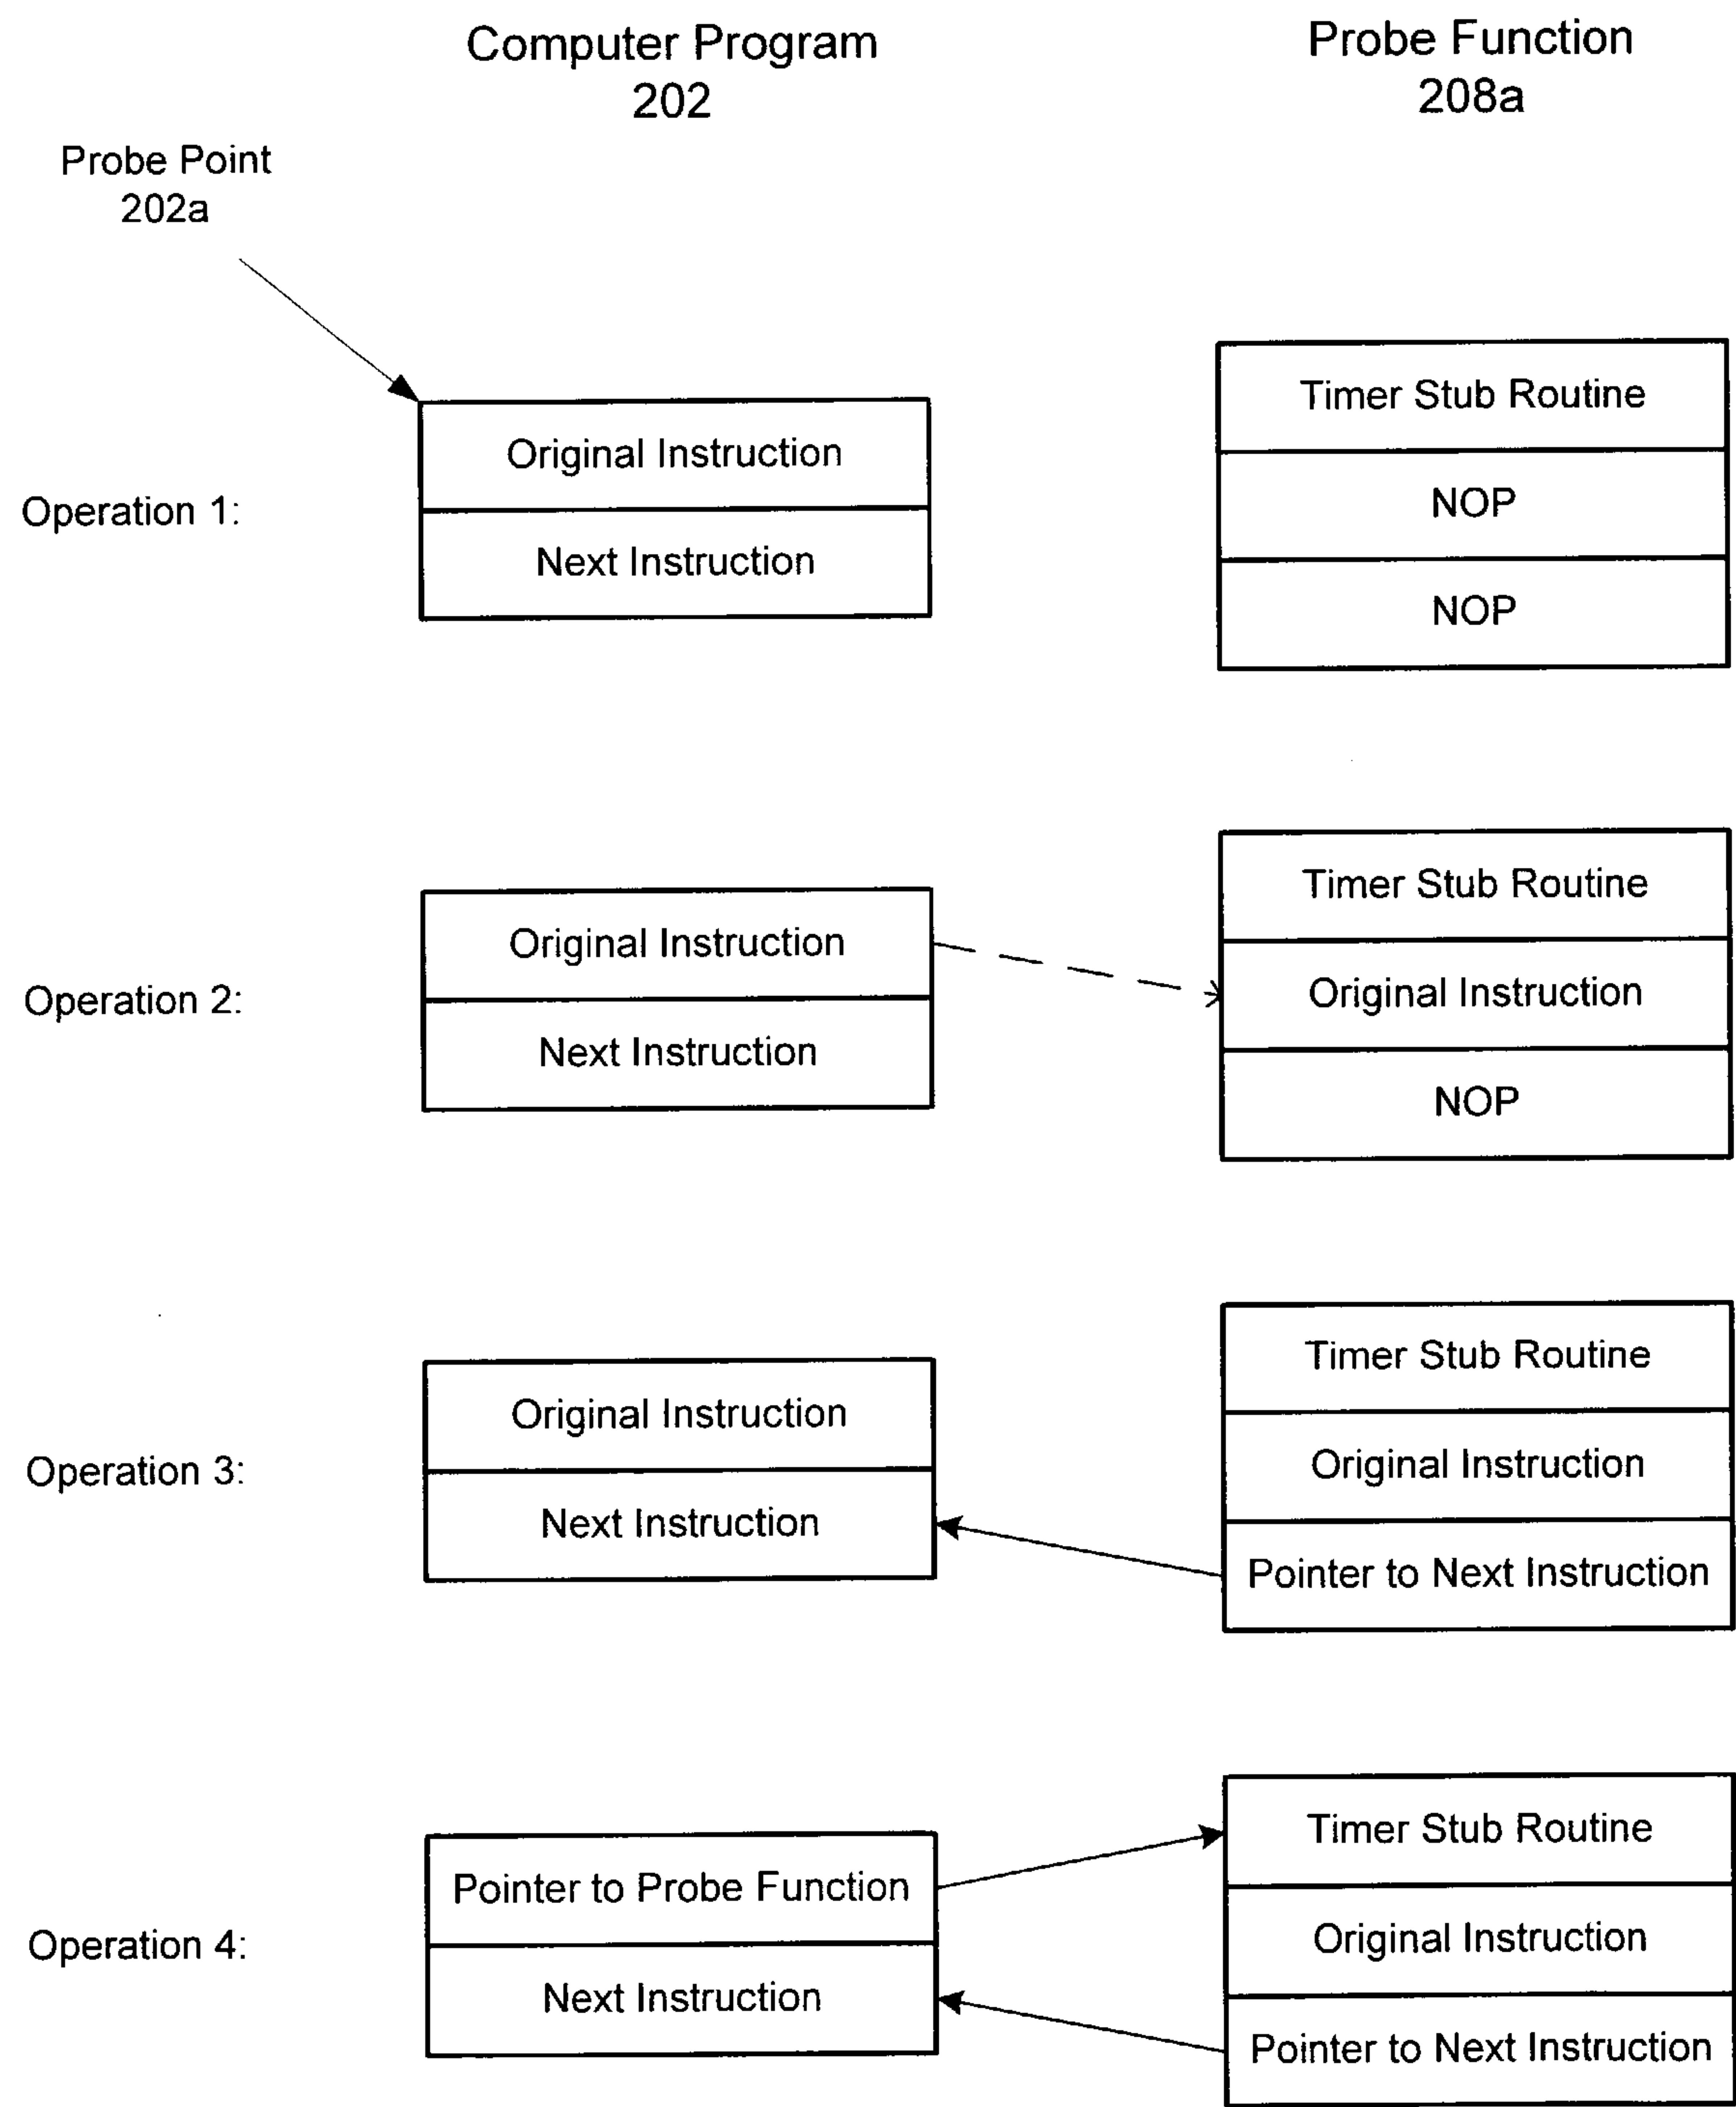 Computer Program
202
Probe Function
208a
Probe Point
202a
Operation 1:
Original Instruction
Next Instruction
Timer Stub Routine
NOP
NOP
Operation 2:
Original Instruction
Next Instruction
Timer Stub Routine
Original Instruction
NOP
Operation 3:
Original Instruction
Next Instruction
Timer Stub Routine
Original Instruction
Pointer to Next Instruction
Operation 4:
Pointer to Probe Function
Next Instruction
Timer Stub Routine
Original Instruction
Pointer to Next Instruction